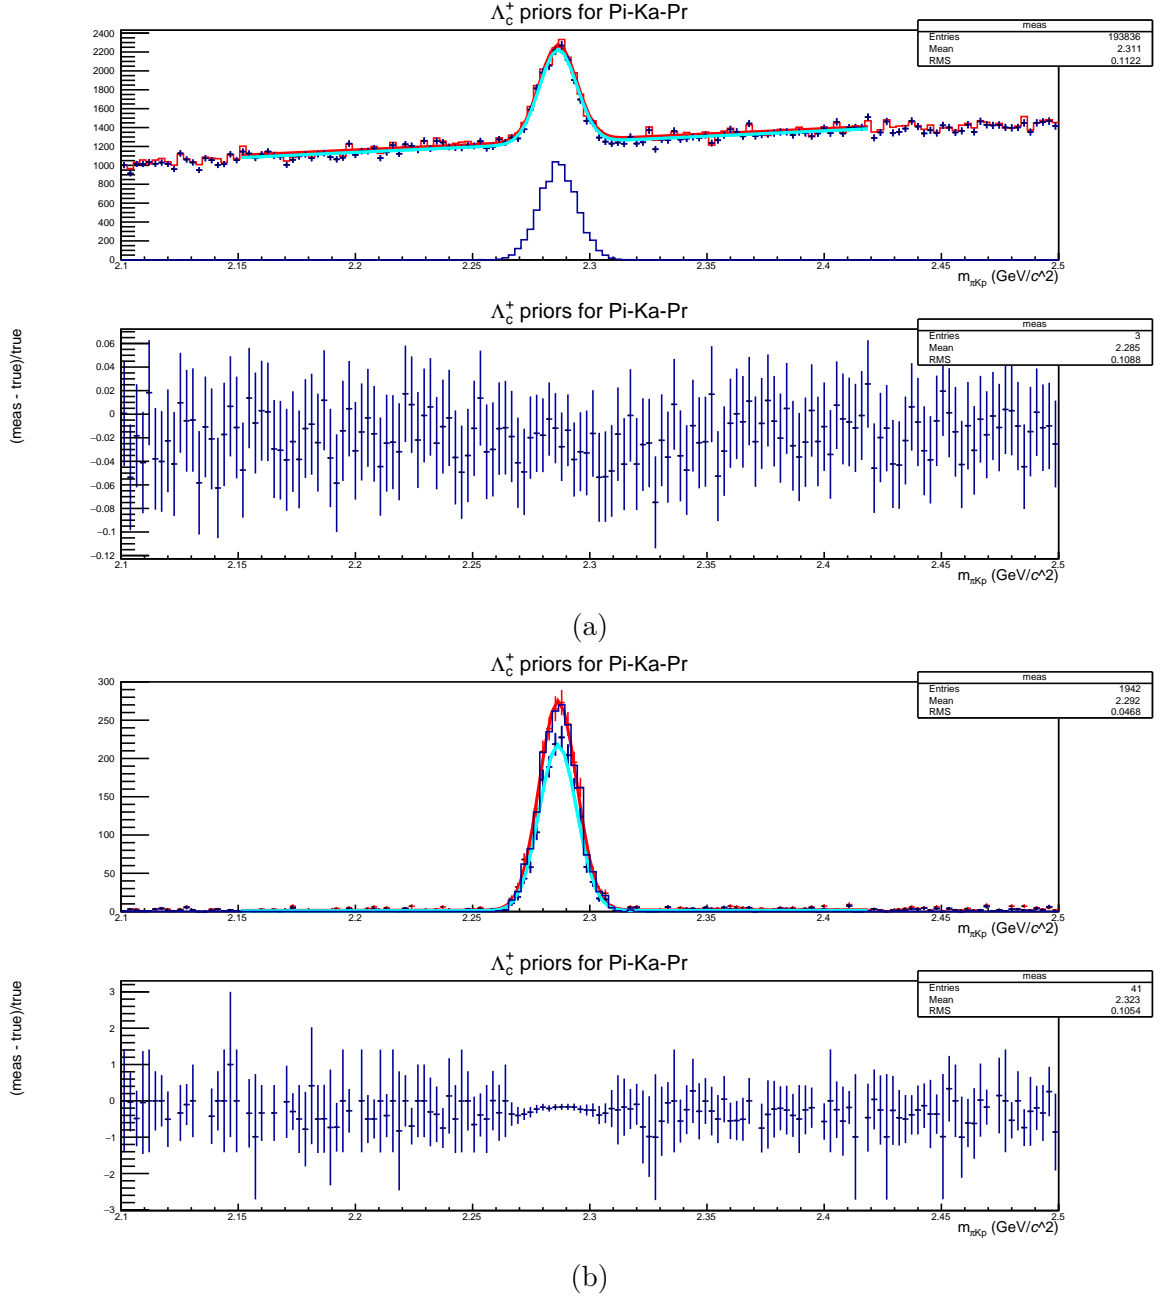 Λ_c^+ priors for Pi-Ka-Pr
meas
Entries 193836
Mean 2.311
RMS 0.1122
2400
2200
2000
1800
1600
1400
1200
1000
800
600
400
200
0
2.1 2.15 2.2 2.25 2.3 2.35 2.4 2.45 2.5
m_πKp (GeV/c^2)
Λ_c^+ priors for Pi-Ka-Pr
meas
Entries 3
Mean 2.285
RMS 0.1088
(meas - true)/true
0.06
0.04
0.02
0
−0.02
−0.04
−0.06
−0.08
−0.1
−0.12
2.1 2.15 2.2 2.25 2.3 2.35 2.4 2.45 2.5
m_πKp (GeV/c^2)
(a)
Λ_c^+ priors for Pi-Ka-Pr
meas
Entries 1942
Mean 2.292
RMS 0.0468
300
250
200
150
100
50
0
2.1 2.15 2.2 2.25 2.3 2.35 2.4 2.45 2.5
m_πKp (GeV/c^2)
Λ_c^+ priors for Pi-Ka-Pr
meas
Entries 41
Mean 2.323
RMS 0.1054
(meas - true)/true
3
2
1
0
−1
−2
−3
2.1 2.15 2.2 2.25 2.3 2.35 2.4 2.45 2.5
m_πKp (GeV/c^2)
(b)